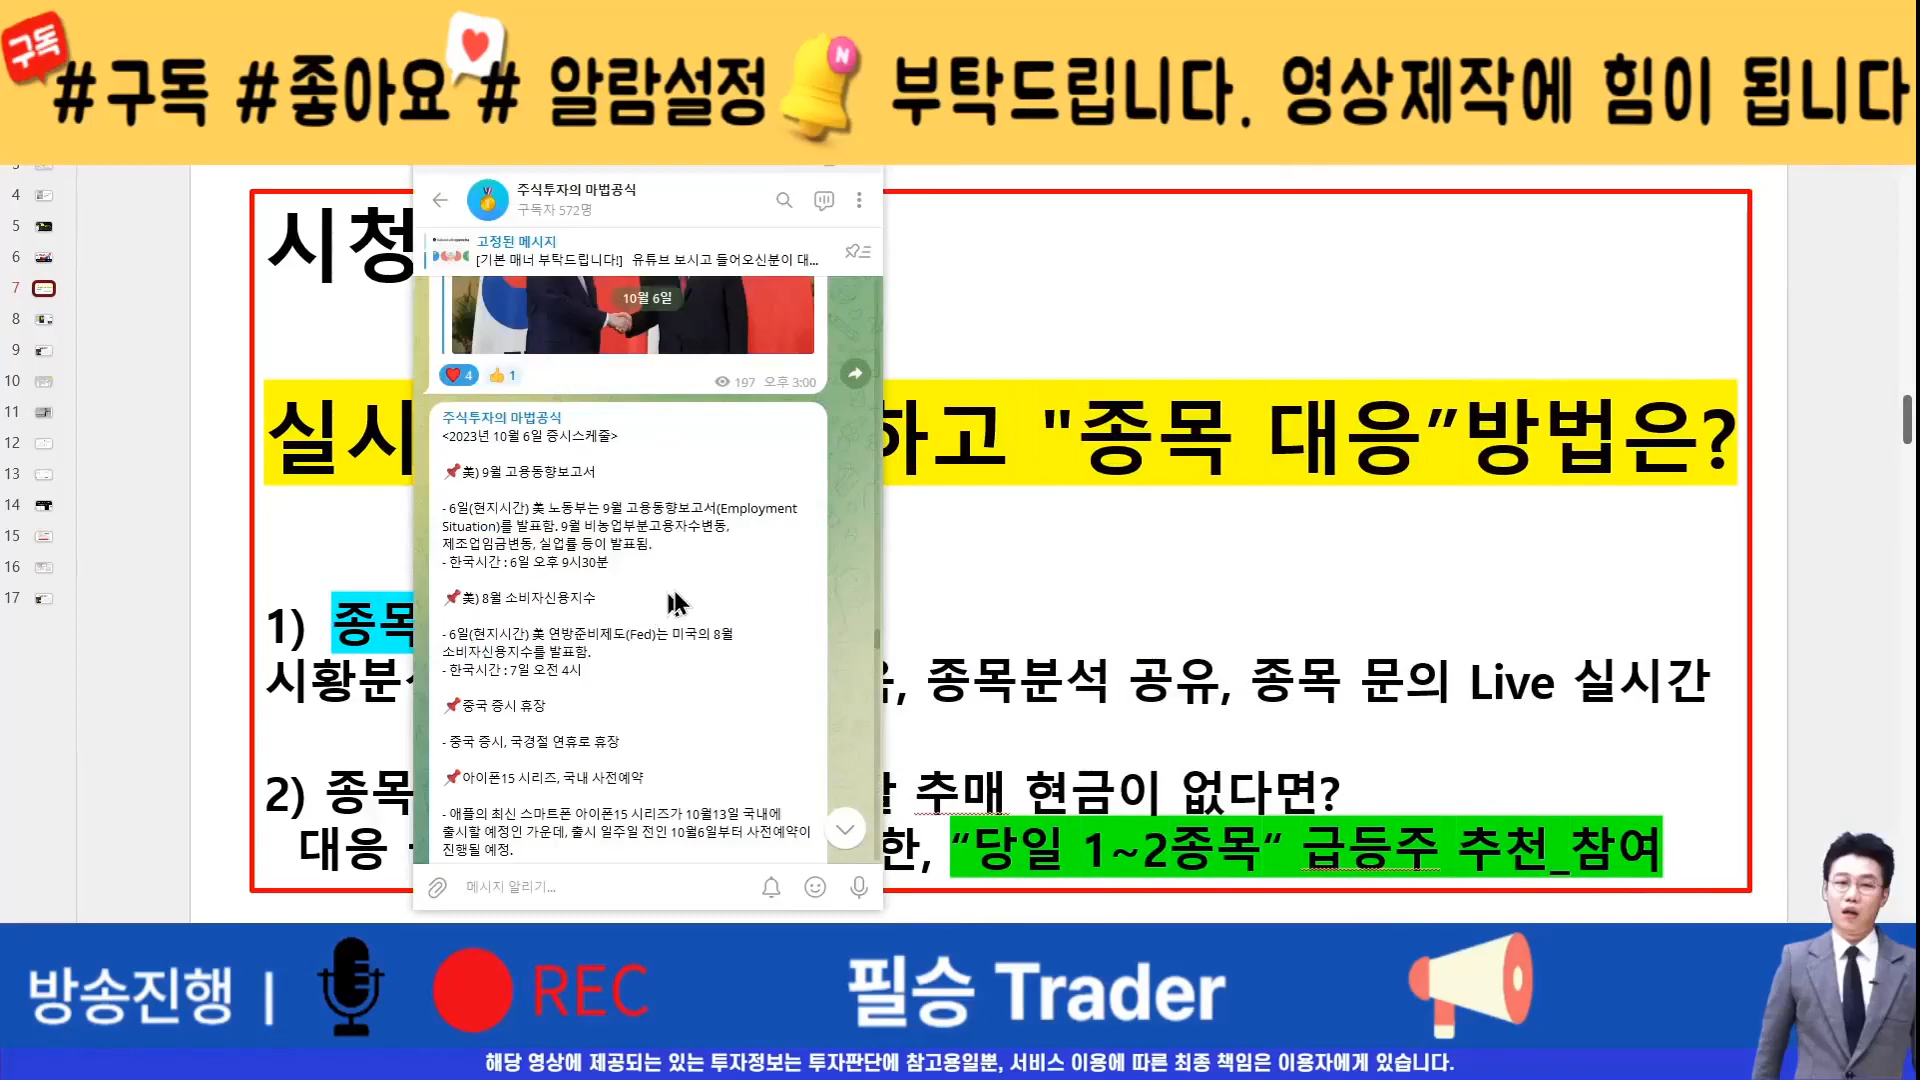 구독
#구독 #좋아요 # 알람설정 N 부탁드립니다. 영상제작에 힘이 됩니다
4
5
6
7
8
9
10
11
12
13
14
15
16
17
시청
실시
하고 "종목 대응”방법은?
1) 종목
시황분
, 종목분석 공유, 종목 문의 Live 실시간
2) 종목
추매 현금이 없다면?
대응
한, “당일 1~2종목“ 급등주 추천_참여
주식투자의 마법공식
구독자 572명
고정된 메시지
[기본 매너 부탁드립니다!] 유튜브 보시고 들어오신분이 대...
10월 6일
4 1
197 오후 3:00
주식투자의 마법공식
<2023년 10월 6일 증시스케줄>
📌美) 9월 고용동향보고서
- 6일(현지시간) 美 노동부는 9월 고용동향보고서(Employment
Situation)를 발표함. 9월 비농업부분고용자수변동,
제조업임금변동, 실업률 등이 발표됨.
- 한국시간 : 6일 오후 9시30분
📌美) 8월 소비자신용지수
- 6일(현지시간) 美 연방준비제도(Fed)는 미국의 8월
소비자신용지수를 발표함.
- 한국시간 : 7일 오전 4시
📌중국 증시 휴장
- 중국 증시, 국경절 연휴로 휴장
📌아이폰15 시리즈, 국내 사전예약
- 애플의 최신 스마트폰 아이폰15 시리즈가 10월13일 국내에
출시할 예정인 가운데, 출시 일주일 전인 10월6일부터 사전예약이
진행될 예정.
메시지 알리기...
방송진행 | REC 필승 Trader
해당 영상에 제공되는 있는 투자정보는 투자판단에 참고용일뿐, 서비스 이용에 따른 최종 책임은 이용자에게 있습니다.